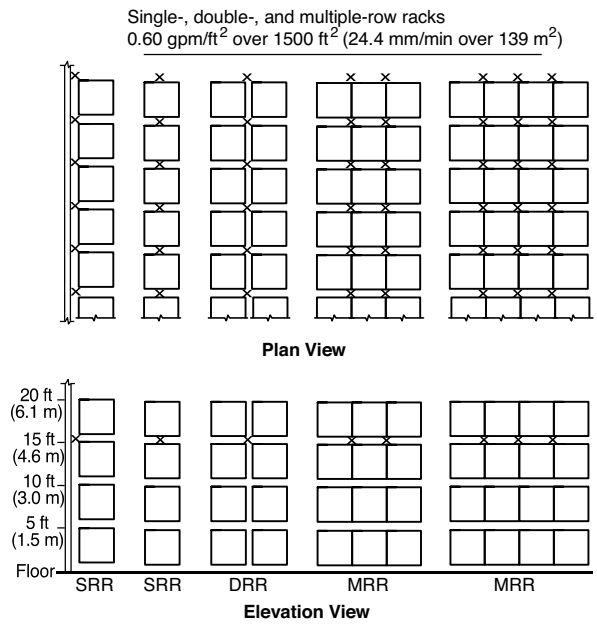 Single-, double-, and multiple-row racks
0.60 gpm/ft² over 1500 ft² (24.4 mm/min over 139 m²)
Plan View
20 ft
(6.1 m)
15 ft
(4.6 m)
10 ft
(3.0 m)
5 ft
(1.5 m)
Floor
SRR SRR DRR MRR MRR
Elevation View